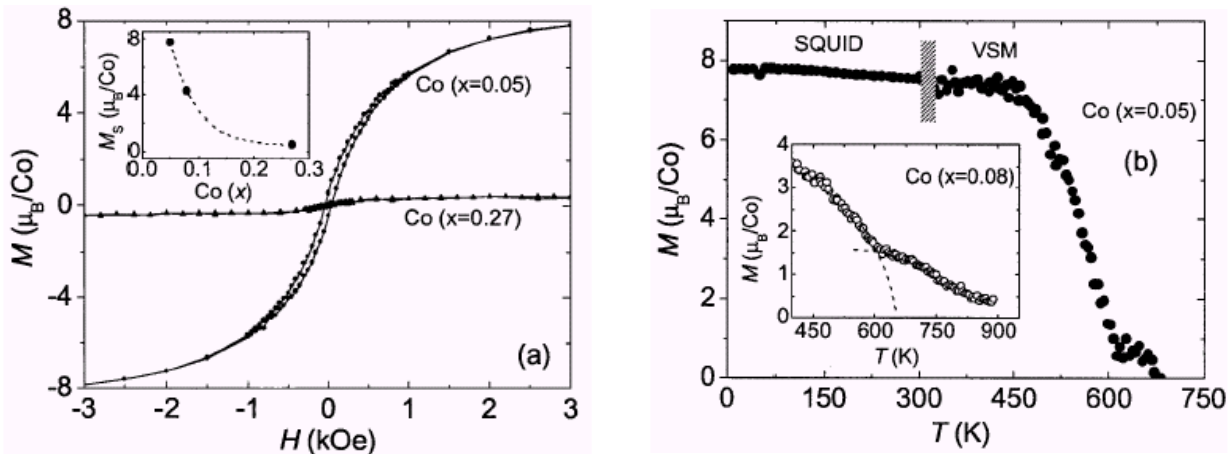 8
4
0
-4
-8
M (μB/Co)
-3 -2 -1 0 1 2 3
H (kOe)
Co (x=0.05)
Co (x=0.27)
(a)
8
4
0
MS (μB/Co)
0.0 0.1 0.2 0.3
Co (x)
8
6
4
2
0
M (μB/Co)
0 150 300 450 600 750
T (K)
SQUID VSM
Co (x=0.05)
(b)
4
3
2
1
0
M (μB/Co)
Co (x=0.08)
450 600 750 900
T (K)